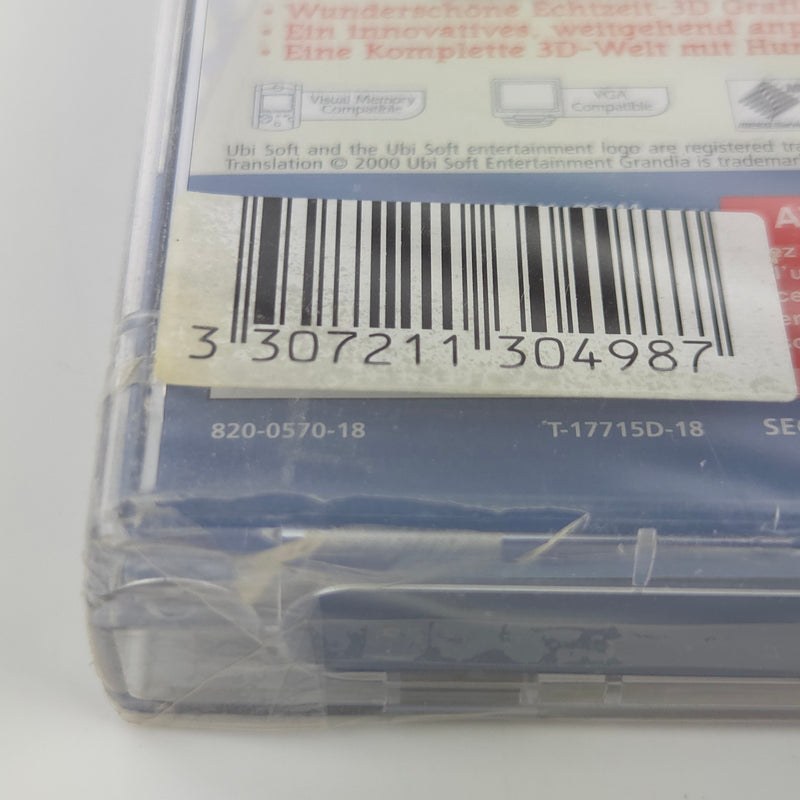 • Wunderschöne Echtzeit-3D Grafi
• Ein innovatives, weitgehend anp
• Eine Komplette 3D-Welt mit Hun
Visual Memory
Compatible
VGA
Compatible
Ubi Soft and the Ubi Soft entertainment logo are registered tra
Translation © 2000 Ubi Soft Entertainment Grandia is trademar
3 307211 304987
820-0570-18
T-17715D-18
SEG